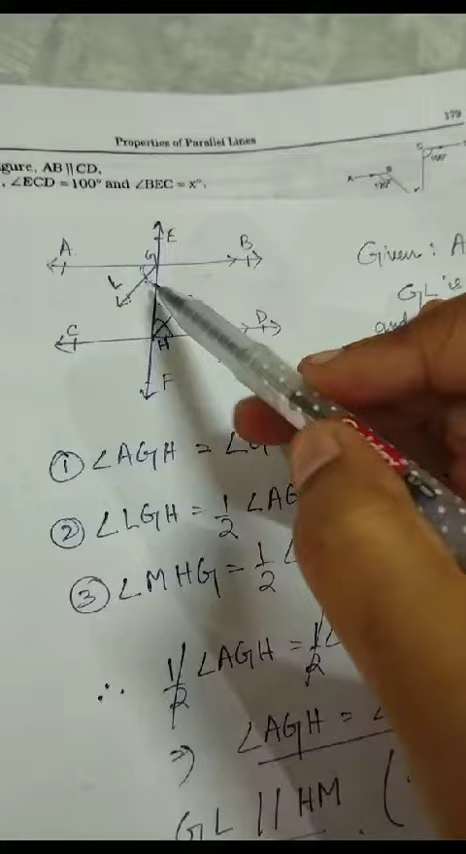 179
Properties of Parallel Lines
gure, AB || CD,
∠ECD = 100° and ∠BEC = x°.
E
A
G
B
L
C
H
D
F
Given : A
GL is
and
① ∠AGH = ∠G
② ∠LGH = 1/2 ∠AG
③ ∠MHG = 1/2 ∠
∴ 1/2 ∠AGH = 1/2 ∠
⇒ ∠AGH = ∠
GL || HM (